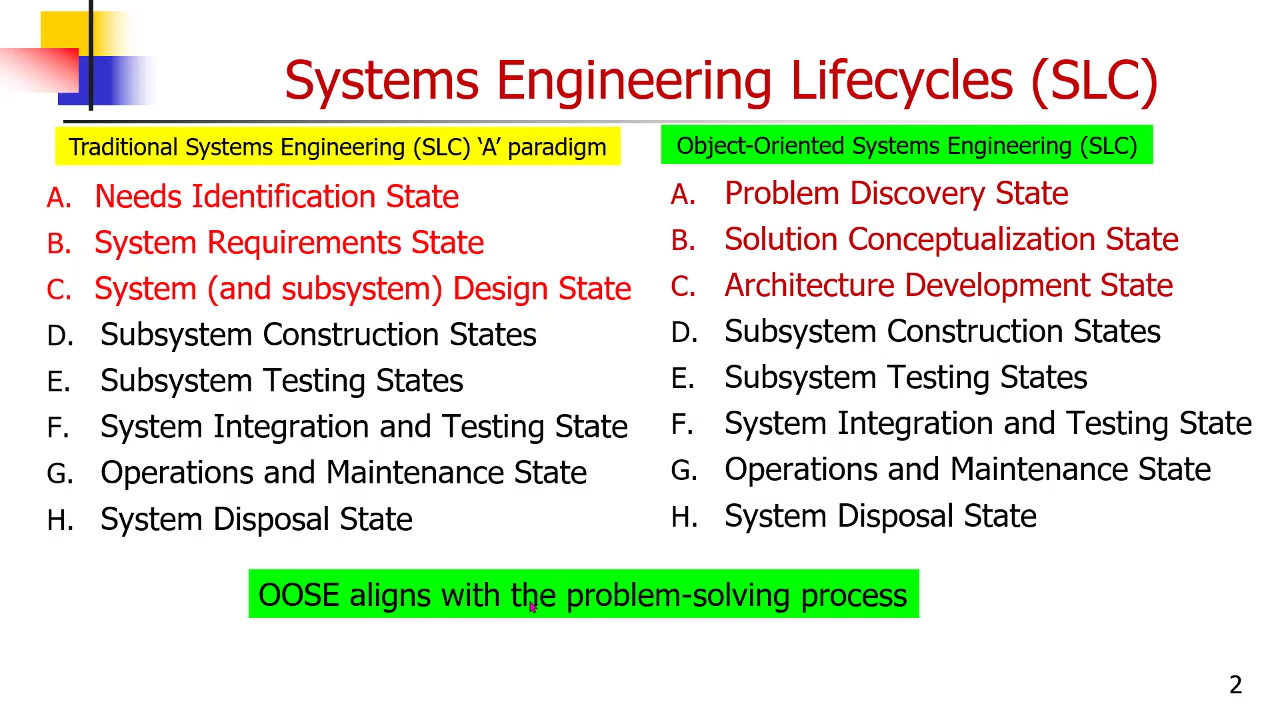 Systems Engineering Lifecycles (SLC)
Traditional Systems Engineering (SLC) ‘A’ paradigm
A. Needs Identification State
B. System Requirements State
C. System (and subsystem) Design State
D. Subsystem Construction States
E. Subsystem Testing States
F. System Integration and Testing State
G. Operations and Maintenance State
H. System Disposal State
Object-Oriented Systems Engineering (SLC)
A. Problem Discovery State
B. Solution Conceptualization State
C. Architecture Development State
D. Subsystem Construction States
E. Subsystem Testing States
F. System Integration and Testing State
G. Operations and Maintenance State
H. System Disposal State
OOSE aligns with the problem-solving process
2